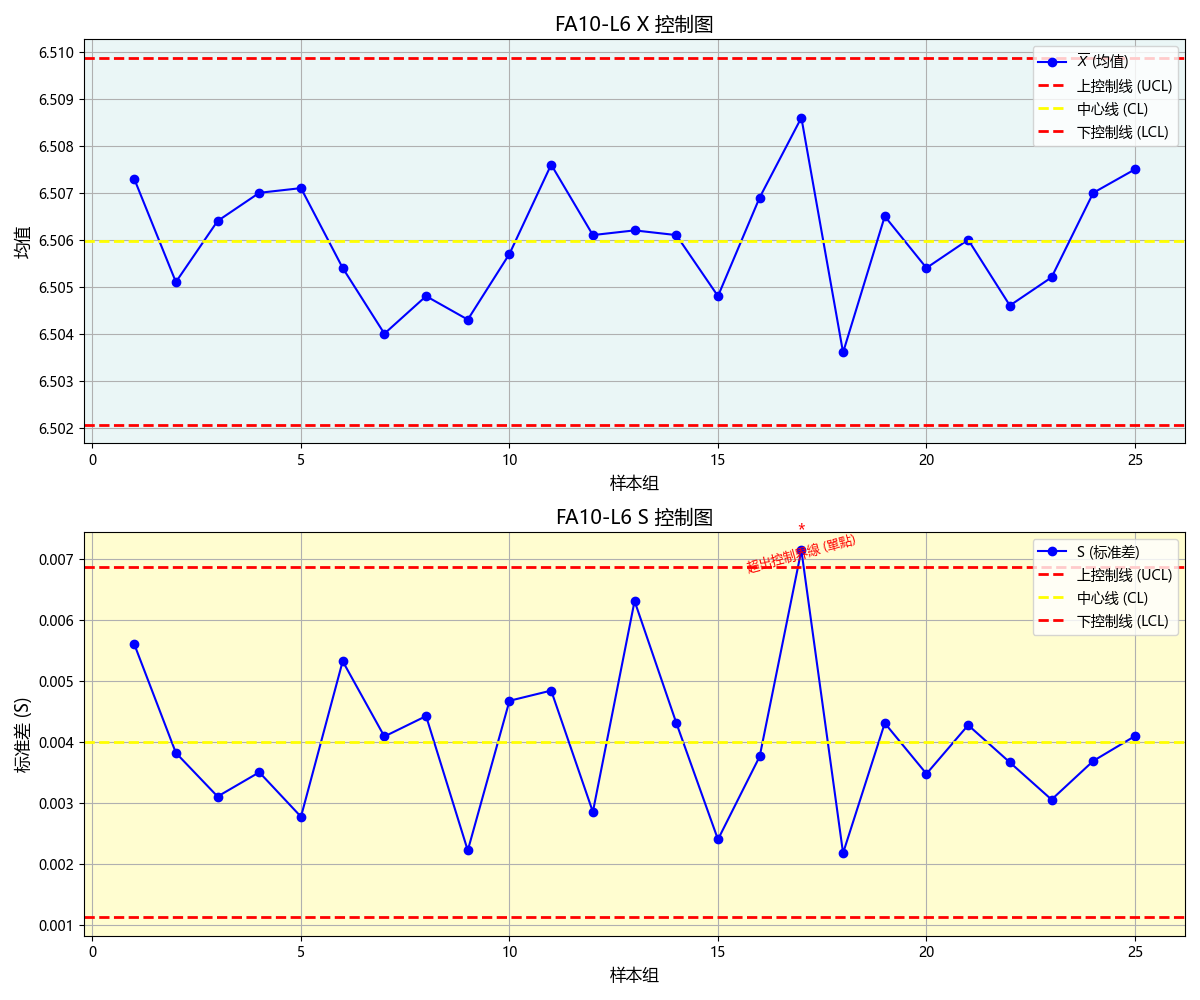 FA10-L6 X 控制图
6.510
6.509
6.508
6.507
6.506
6.505
6.504
6.503
6.502
均值
X̅ (均值)
上控制线 (UCL)
中心线 (CL)
下控制线 (LCL)
0 5 10 15 20 25
样本组
FA10-L6 S 控制图
*
超出控制界線 (單點)
0.007
0.006
0.005
0.004
0.003
0.002
0.001
标准差 (S)
S (标准差)
上控制线 (UCL)
中心线 (CL)
下控制线 (LCL)
0 5 10 15 20 25
样本组